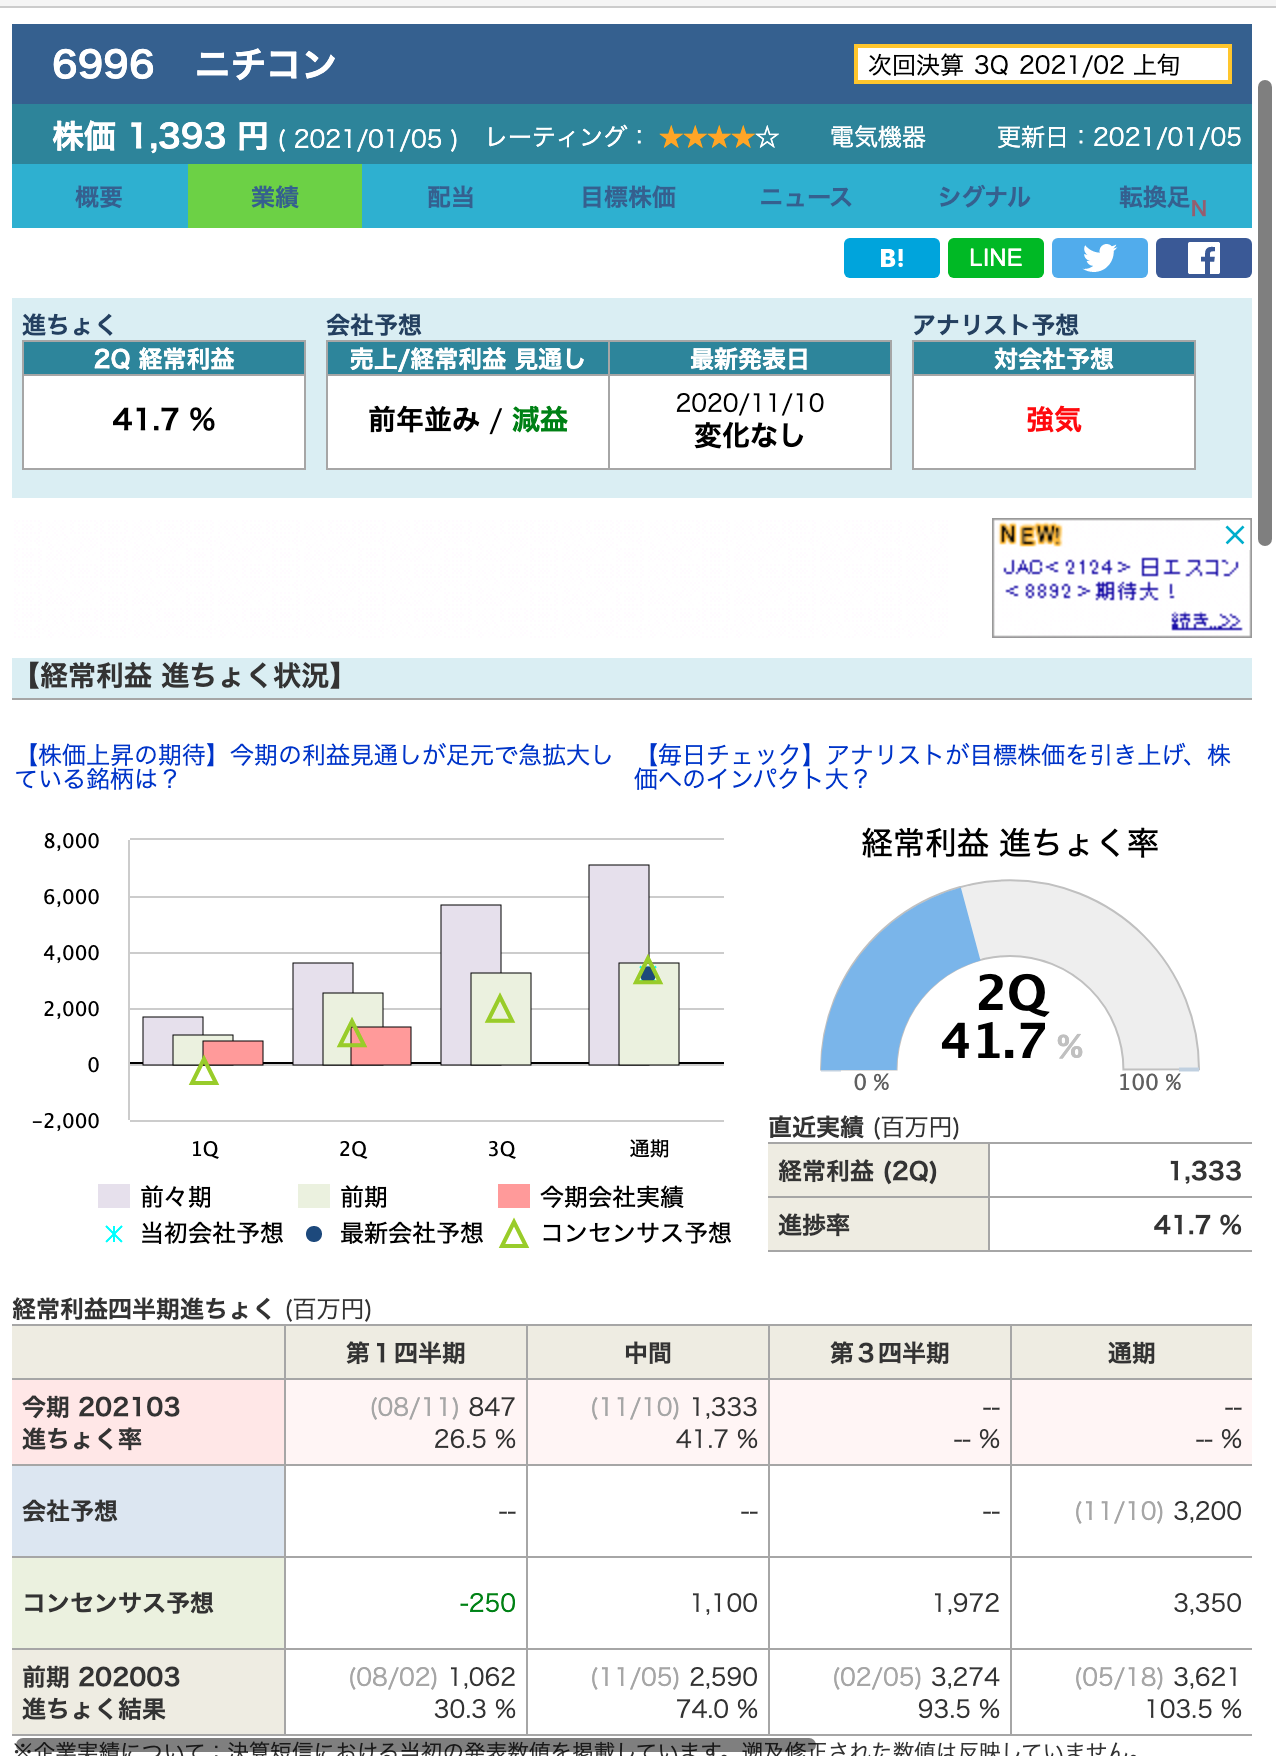 6996 ニチコン
次回決算 3Q 2021/02 上旬
株価 1,393 円 ( 2021/01/05 ) レーティング： ★★★★☆ 電気機器 更新日：2021/01/05
概要 業績 配当 目標株価 ニュース シグナル 転換足N
B! LINE
進ちょく 会社予想 アナリスト予想
2Q 経常利益 売上/経常利益 見通し 最新発表日 対会社予想
41.7 % 前年並み / 減益 2020/11/10 強気
変化なし
NEW!
JAC<2124> 日エスコン
<8892>期待大！
続き..>>
【経常利益 進ちょく状況】
【株価上昇の期待】今期の利益見通しが足元で急拡大し
ている銘柄は？
【毎日チェック】アナリストが目標株価を引き上げ、株
価へのインパクト大？
8,000
6,000
4,000
2,000
0
-2,000
1Q 2Q 3Q 通期
前々期 前期 今期会社実績
当初会社予想 最新会社予想 コンセンサス予想
経常利益 進ちょく率
2Q
41.7 %
0 % 100 %
直近実績 (百万円)
経常利益 (2Q) 1,333
進捗率 41.7 %
経常利益四半期進ちょく (百万円)
第１四半期 中間 第３四半期 通期
今期 202103 (08/11) 847 (11/10) 1,333 -- --
進ちょく率 26.5 % 41.7 % -- % -- %
会社予想 -- -- -- (11/10) 3,200
コンセンサス予想 -250 1,100 1,972 3,350
前期 202003 (08/02) 1,062 (11/05) 2,590 (02/05) 3,274 (05/18) 3,621
進ちょく結果 30.3 % 74.0 % 93.5 % 103.5 %
※企業実績について：決算短信における当初の発表数値を掲載しています。遡及修正された数値は反映していません。